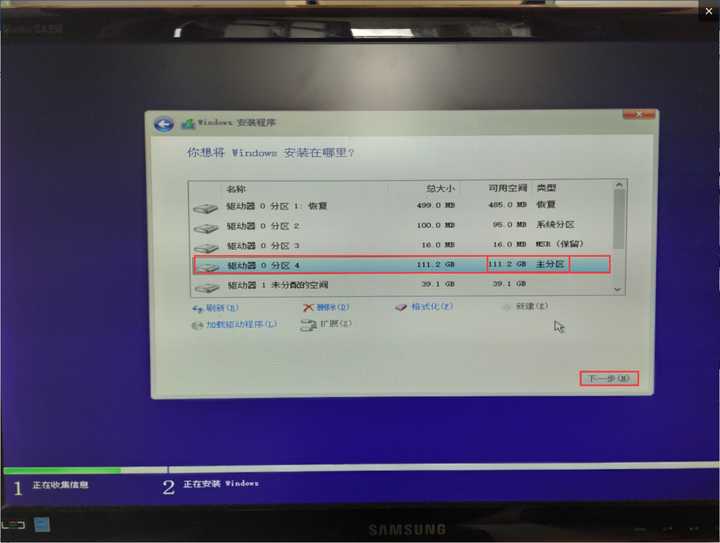 Windows 安装程序
你想将 Windows 安装在哪里?
名称 总大小 可用空间 类型
驱动器 0 分区 1: 恢复 499.0 MB 485.0 MB 恢复
驱动器 0 分区 2 100.0 MB 95.0 MB 系统分区
驱动器 0 分区 3 16.0 MB 16.0 MB MSR (保留)
驱动器 0 分区 4 111.2 GB 111.2 GB 主分区
驱动器 1 未分配的空间 39.1 GB 39.1 GB
刷新(R) 删除(D) 格式化(F) 新建(E)
加载驱动程序(L) 扩展(X)
下一步(N)
1 正在收集信息 2 正在安装 Windows
SAMSUNG